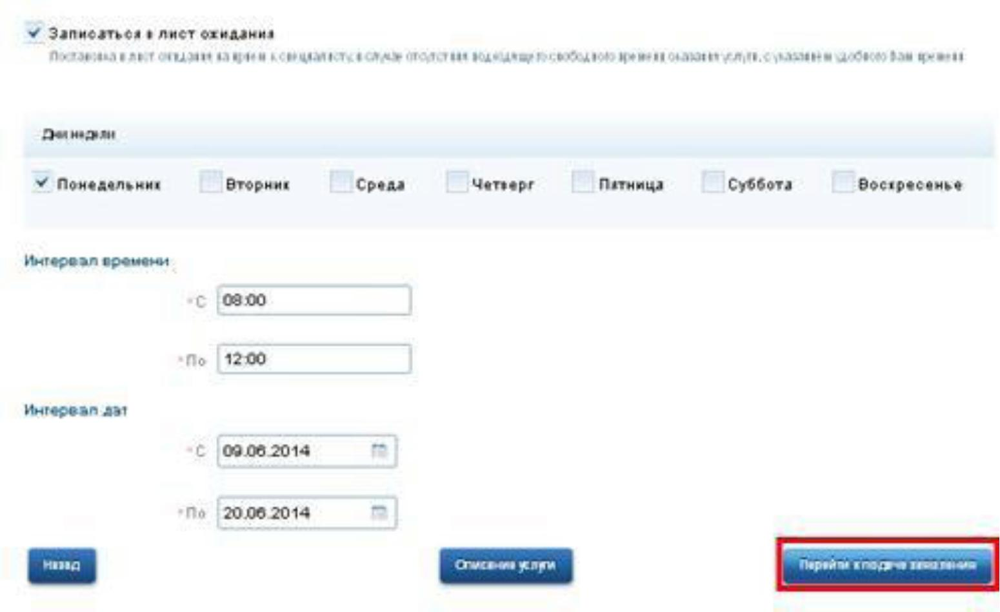 Записаться в лист ожидания
Постановка в лист ожидания на прием к специалисту, в случае отсутствия подходящего свободного времени оказания услуги, с указанием удобного Вам времени
Дни недели
Понедельник Вторник Среда Четверг Пятница Суббота Воскресенье
Интервал времени
* С 08:00
* По 12:00
Интервал дат
* С 09.06.2014
* По 20.06.2014
Назад Описание услуги Перейти к подаче заявления